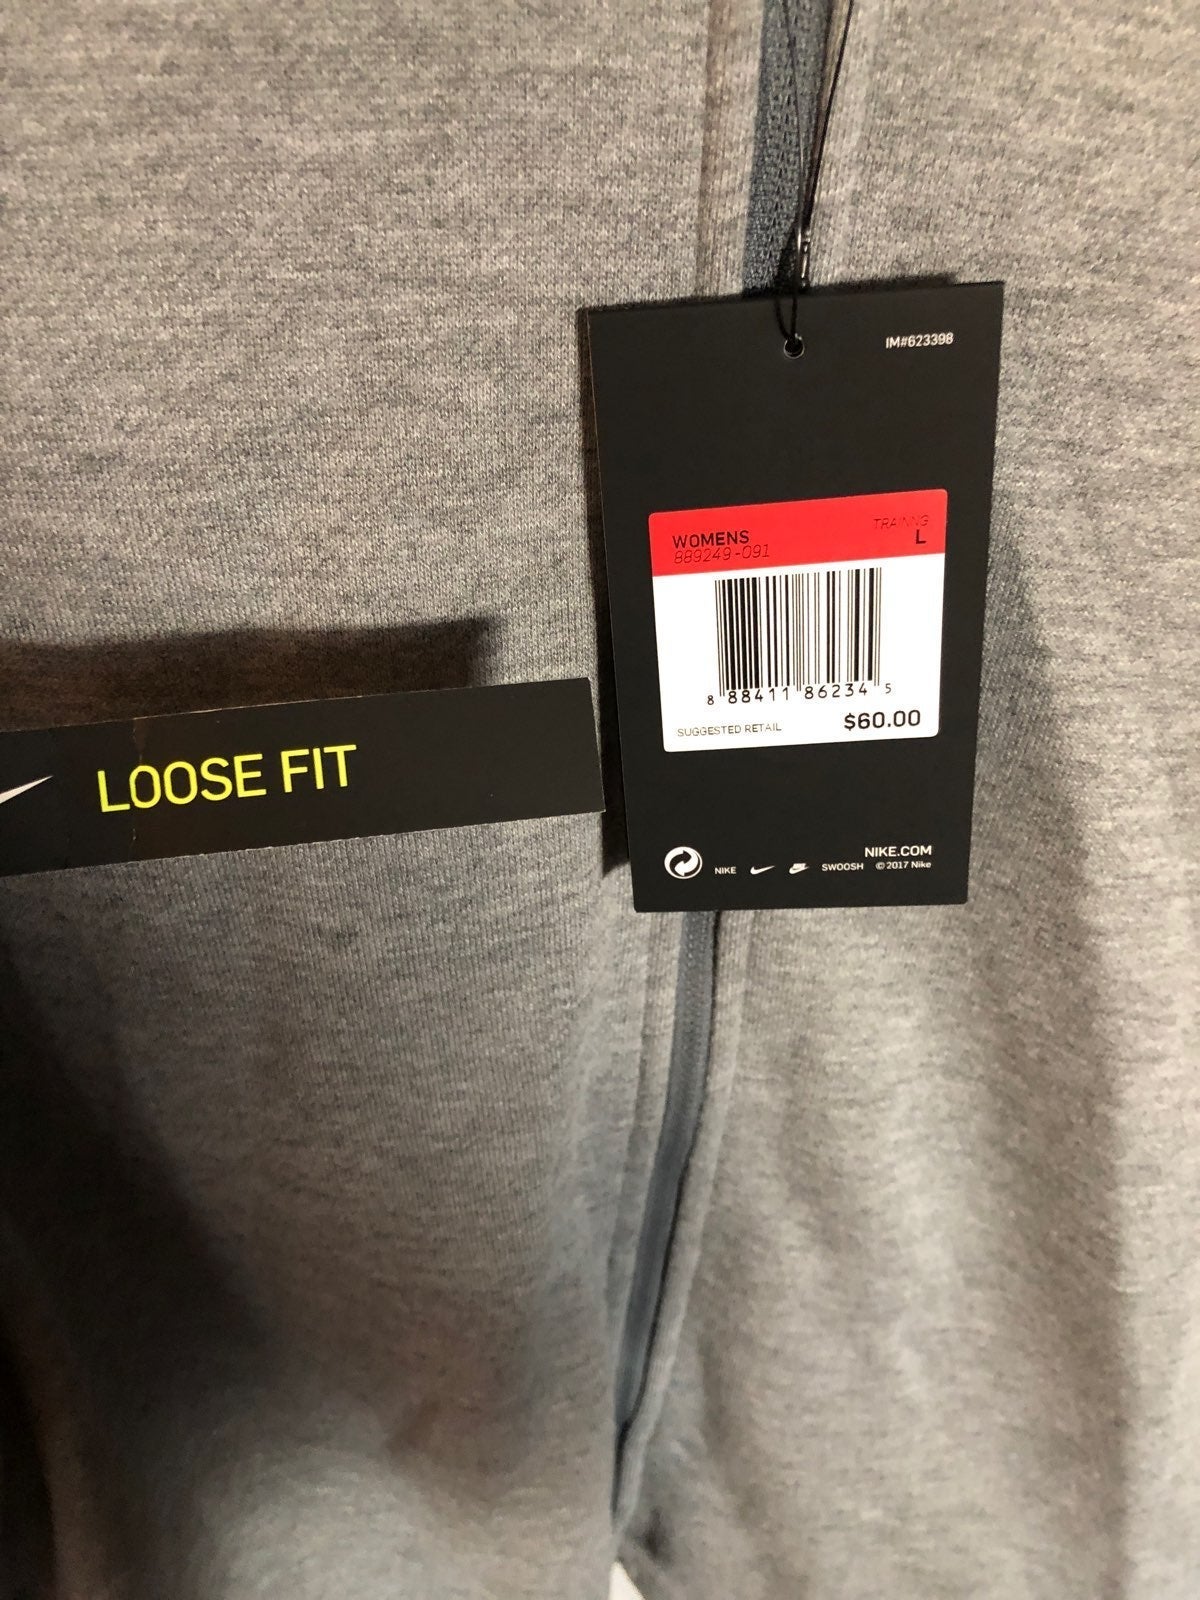 IM#623398
WOMENS
TRAINNG
889249-091
L
8 88411 86234 5
SUGGESTED RETAIL
$60.00
LOOSE FIT
NIKE.COM
NIKE SWOOSH © 2017 Nike